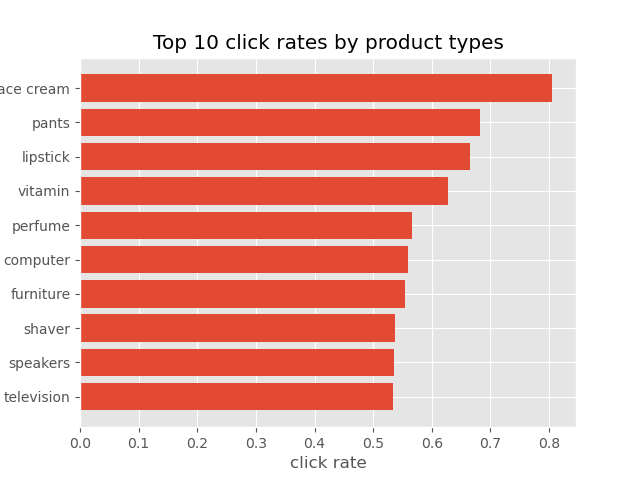 Top 10 click rates by product types
ace cream
pants
lipstick
vitamin
perfume
computer
furniture
shaver
speakers
television
0.0 0.1 0.2 0.3 0.4 0.5 0.6 0.7 0.8
click rate